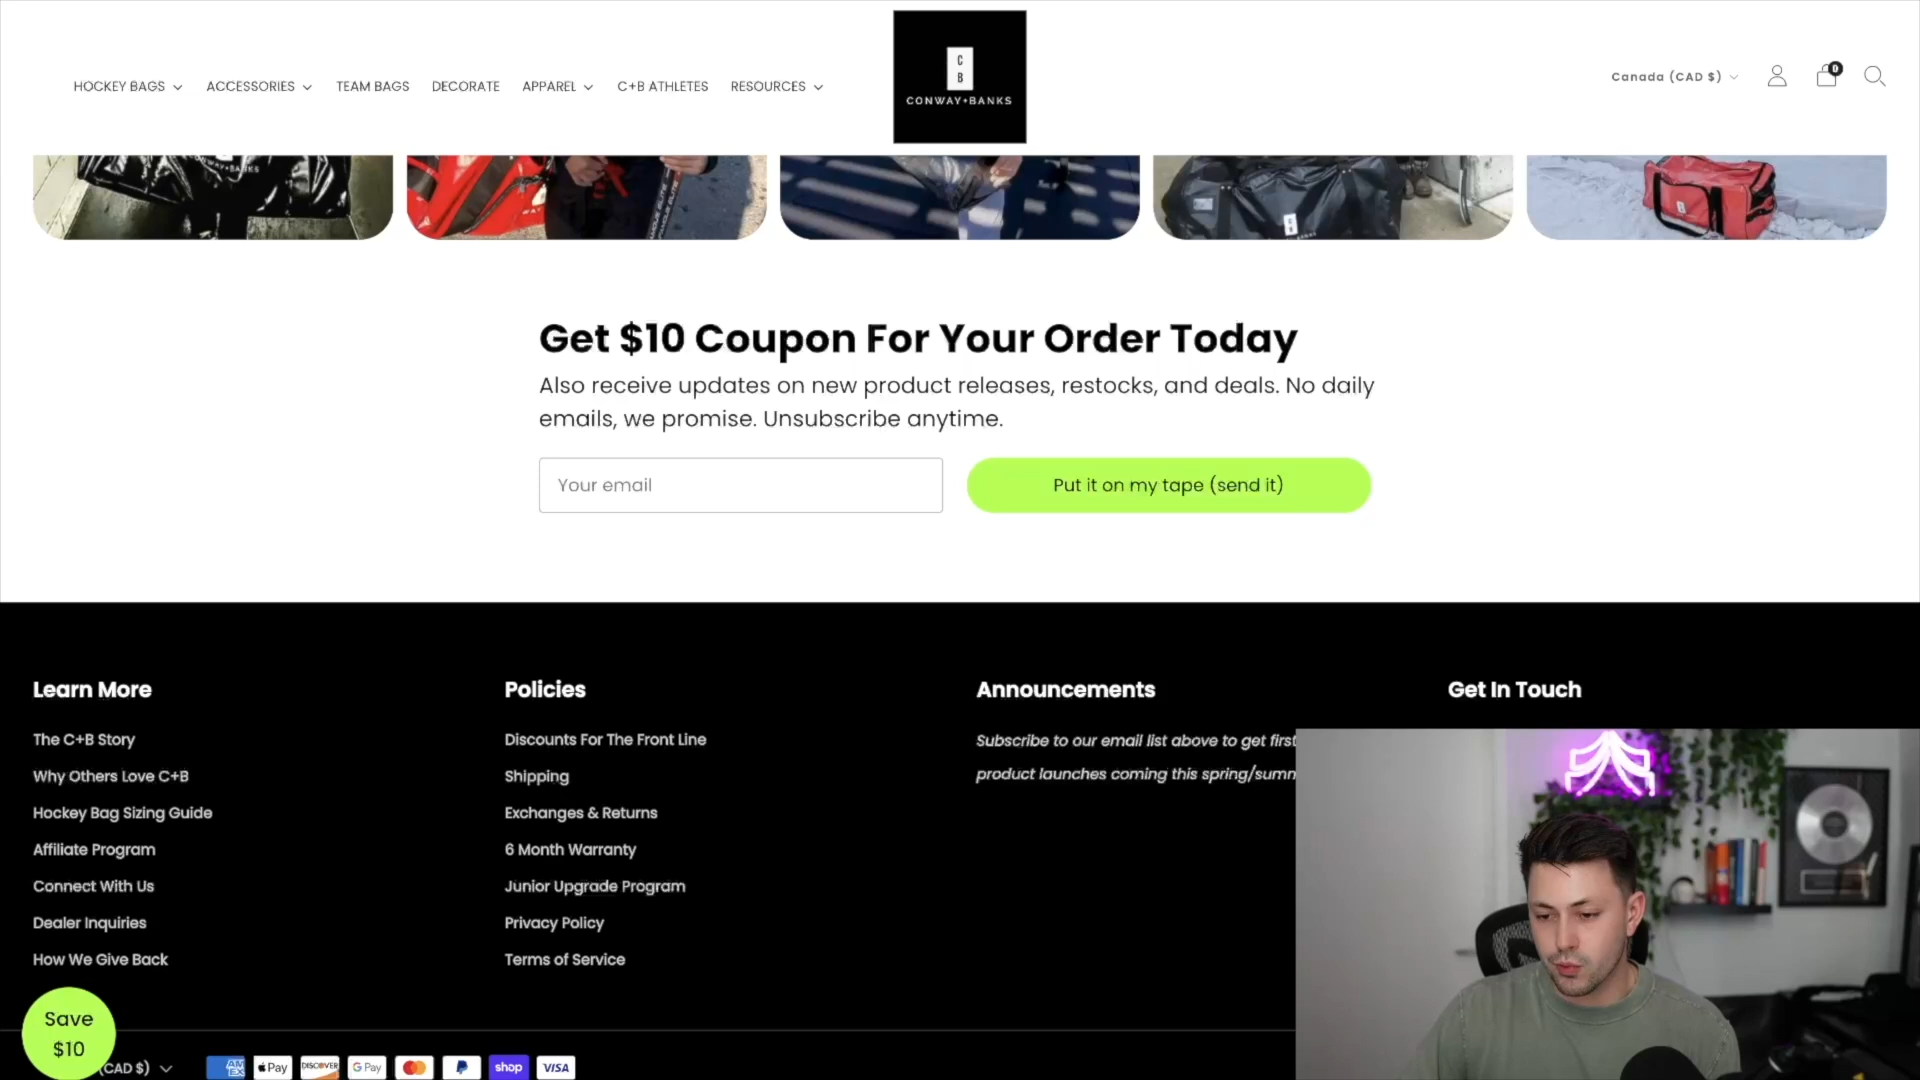 HOCKEY BAGS
ACCESSORIES
TEAM BAGS
DECORATE
APPAREL
C+B ATHLETES
RESOURCES
C
B
CONWAY+BANKS
Canada (CAD $)
0
Get $10 Coupon For Your Order Today
Also receive updates on new product releases, restocks, and deals. No daily
emails, we promise. Unsubscribe anytime.
Your email
Put it on my tape (send it)
Learn More
The C+B Story
Why Others Love C+B
Hockey Bag Sizing Guide
Affiliate Program
Connect With Us
Dealer Inquiries
How We Give Back
Policies
Discounts For The Front Line
Shipping
Exchanges & Returns
6 Month Warranty
Junior Upgrade Program
Privacy Policy
Terms of Service
Announcements
Subscribe to our email list above to get first
product launches coming this spring/summ
Get In Touch
Save
$10
(CAD $)
AM
EX
Pay
DISCOVER
G Pay
shop
VISA